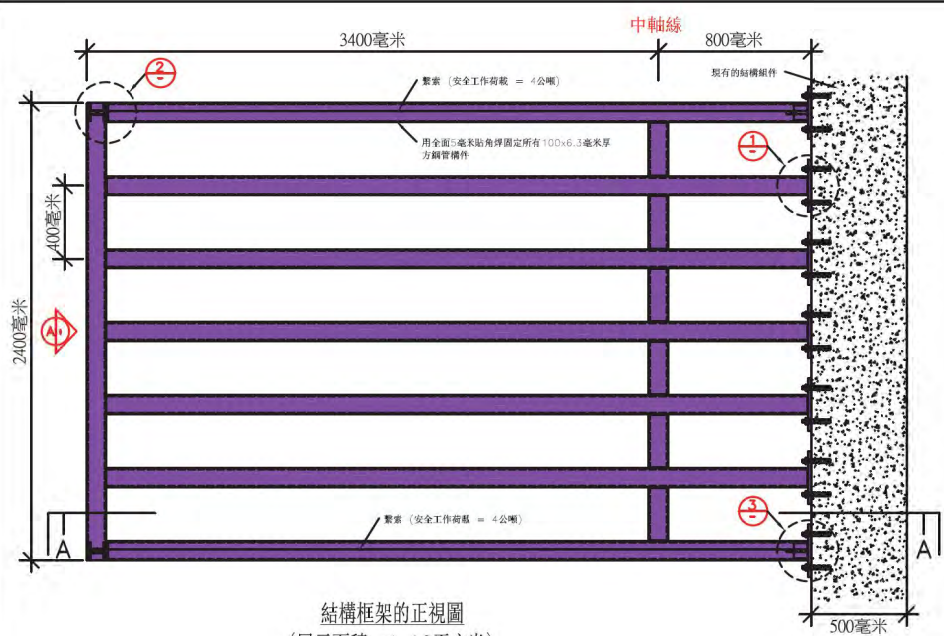 中軸線
3400毫米
800毫米
2
-
繫索 (安全工作荷載 = 4公噸)
現有的結構組件
用全面5毫米貼角焊固定所有100x6.3毫米厚
方鋼管構件
1
-
400毫米
2400毫米
A
3
-
繫索 (安全工作荷載 = 4公噸)
A
A
結構框架的正視圖
500毫米